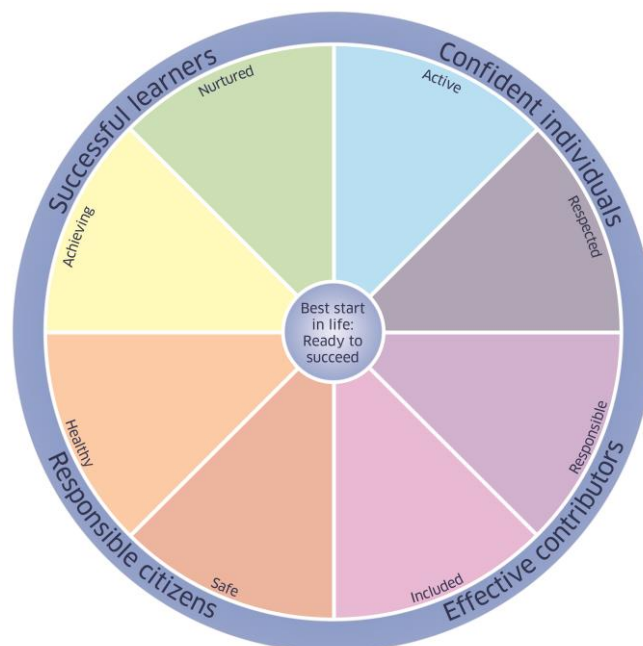 Successful learners
Confident individuals
Nurtured
Active
Achieving
Respected
Best start
in life:
Ready to
succeed
Healthy
Responsible
Safe
Included
Responsible citizens
Effective contributors